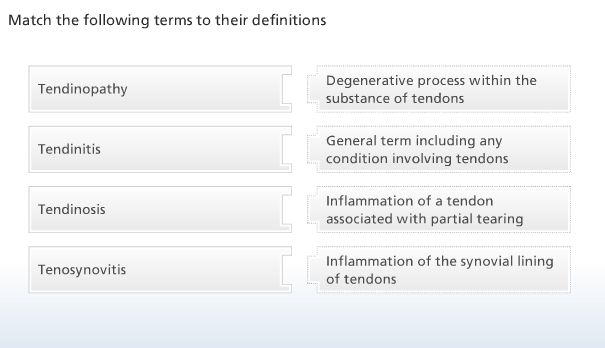 Match the following terms to their definitions
Tendinopathy
Degenerative process within the
substance of tendons
Tendinitis
General term including any
condition involving tendons
Tendinosis
Inflammation of a tendon
associated with partial tearing
Tenosynovitis
Inflammation of the synovial lining
of tendons